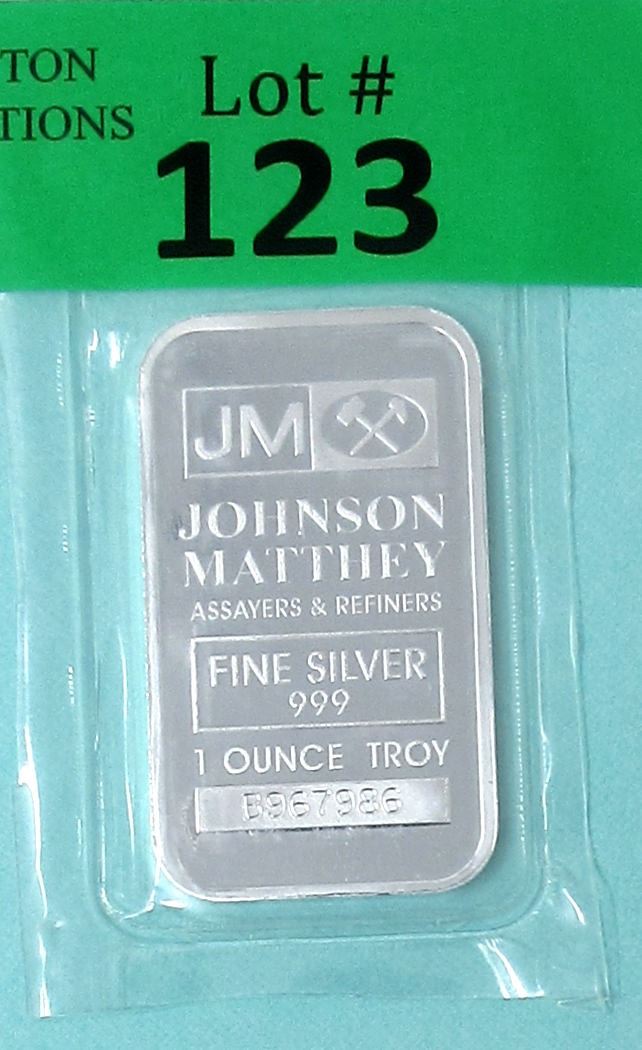 TON
TIONS
Lot #
123
JM
JOHNSON
MATTHEY
ASSAYERS & REFINERS
FINE SILVER
999
1 OUNCE TROY
B967986